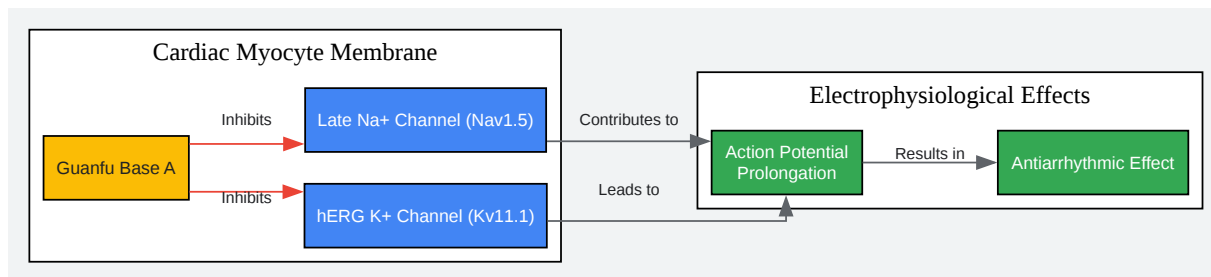 Cardiac Myocyte Membrane
Electrophysiological Effects
Guanfu Base A
Inhibits
Inhibits
Late Na+ Channel (Nav1.5)
hERG K+ Channel (Kv11.1)
Contributes to
Leads to
Action Potential
Prolongation
Results in
Antiarrhythmic Effect